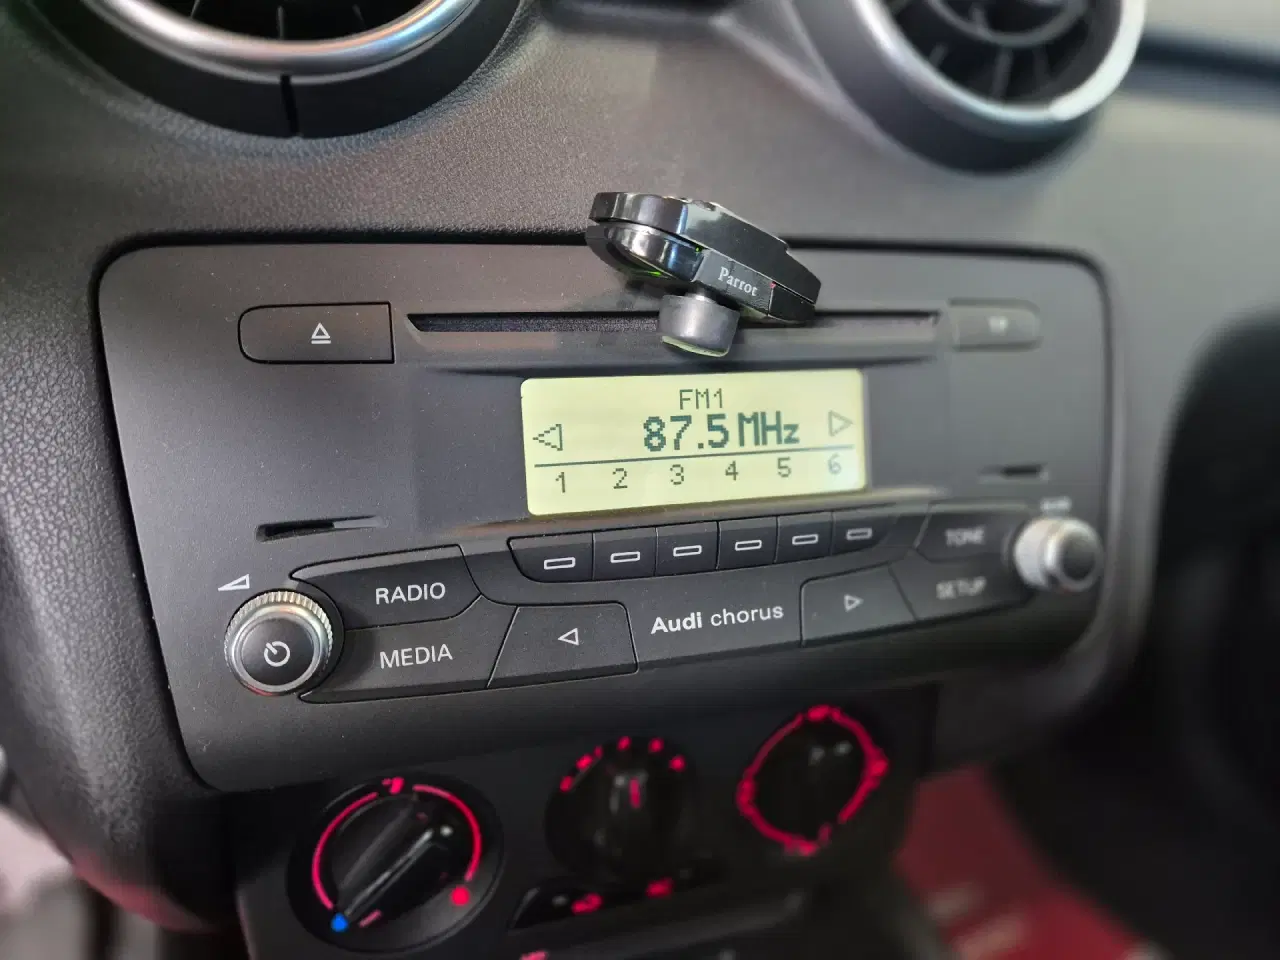 Parrot
FM1
87.5 MHz
1 2 3 4 5 6
TONE
RADIO
SETUP
Audi chorus
MEDIA